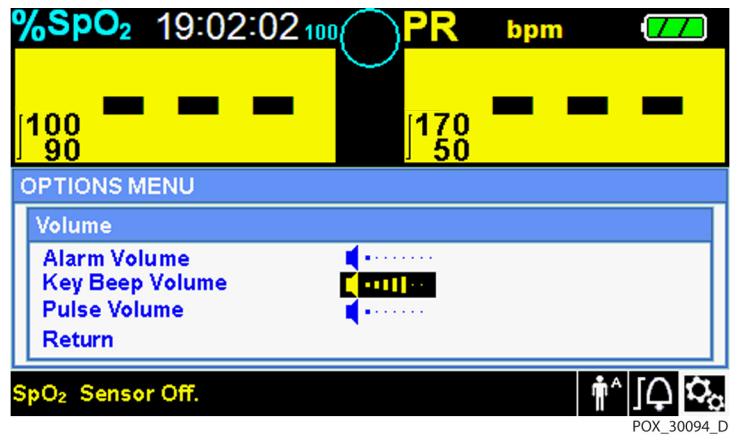 %SpO₂ 19:02:02 100 PR bpm
--- ---
100 170
90 50
OPTIONS MENU
Volume
Alarm Volume
Key Beep Volume
Pulse Volume
Return
SpO₂ Sensor Off. A
POX_30094_D